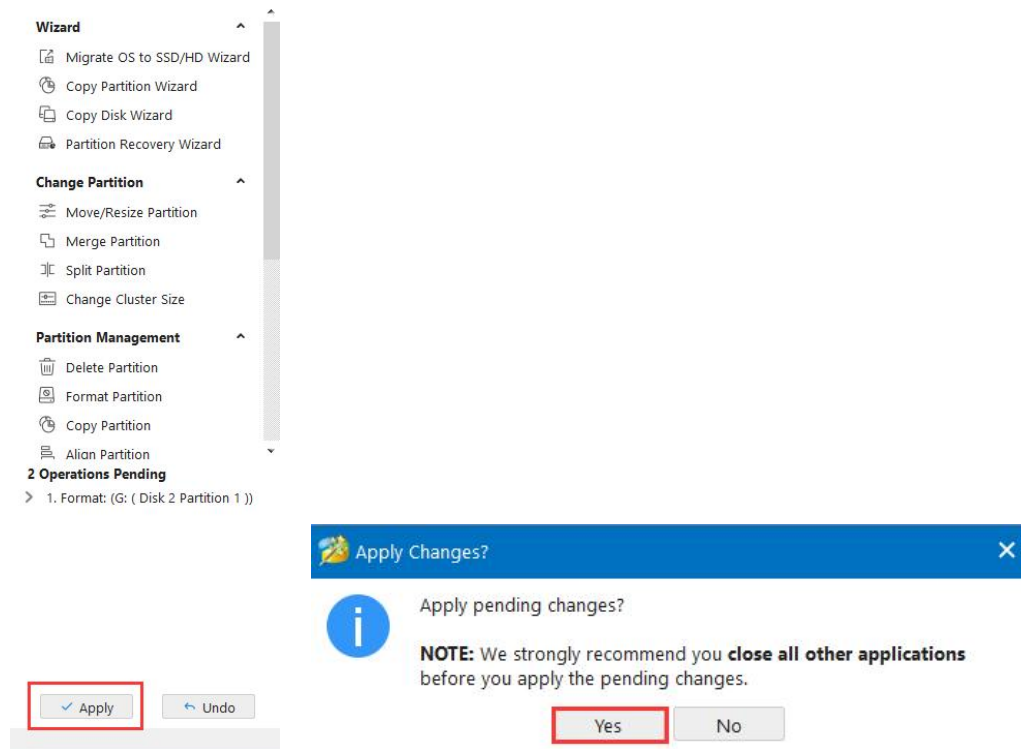 Wizard
Migrate OS to SSD/HD Wizard
Copy Partition Wizard
Copy Disk Wizard
Partition Recovery Wizard
Change Partition
Move/Resize Partition
Merge Partition
Split Partition
Change Cluster Size
Partition Management
Delete Partition
Format Partition
Copy Partition
Align Partition
2 Operations Pending
1. Format: (G: ( Disk 2 Partition 1 ))
Apply
Undo
Apply Changes?
Apply pending changes?
NOTE: We strongly recommend you close all other applications
before you apply the pending changes.
Yes
No